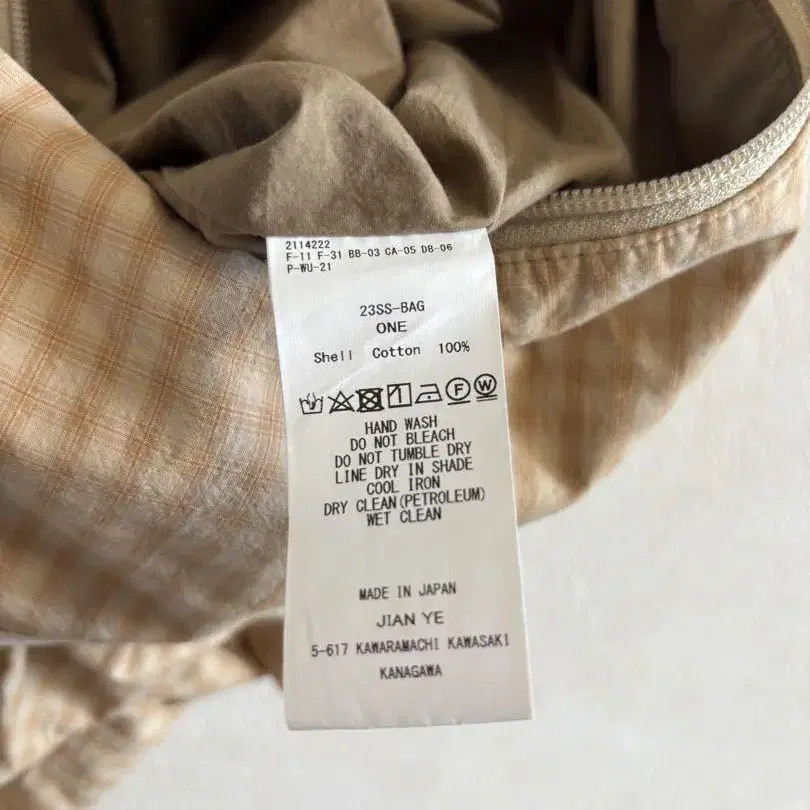 2114222
F-11 F-31 BB-03 CA-05 DB-06
P-WU-21
23SS-BAG
ONE
Shell Cotton 100%
F W
HAND WASH
DO NOT BLEACH
DO NOT TUMBLE DRY
LINE DRY IN SHADE
COOL IRON
DRY CLEAN(PETROLEUM)
WET CLEAN
MADE IN JAPAN
JIAN YE
5-617 KAWARAMACHI KAWASAKI
KANAGAWA